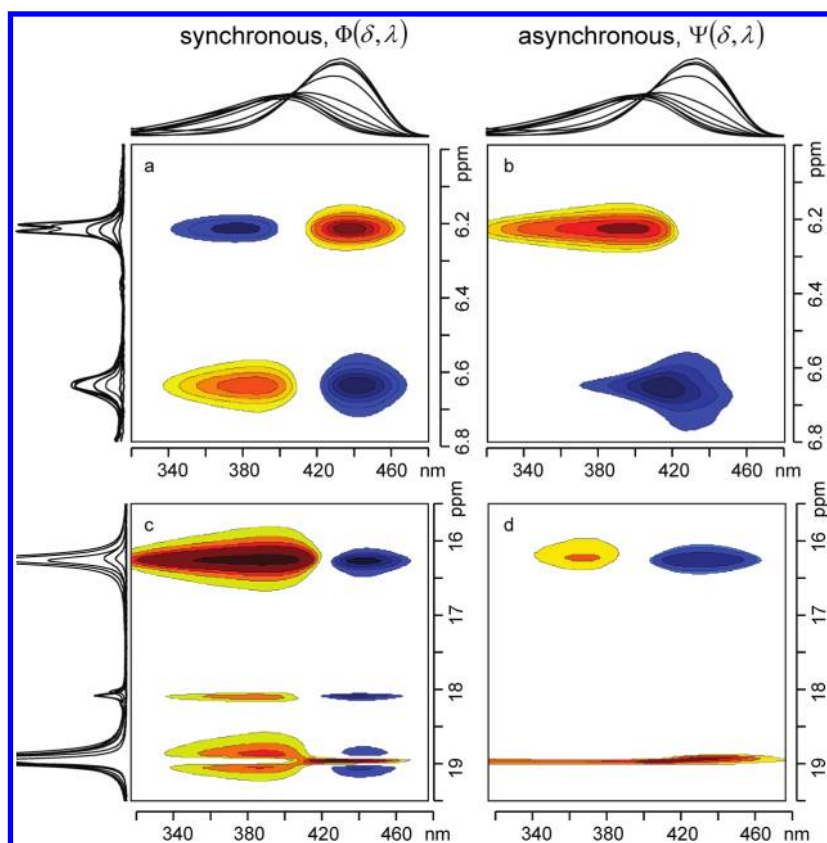 synchronous, Φ(δ,λ)
asynchronous, Ψ(δ,λ)
a
b
ppm
6.2
6.4
6.6
6.8
ppm
6.2
6.4
6.6
6.8
340 380 420 460 nm
340 380 420 460 nm
c
d
ppm
16
17
18
19
ppm
16
17
18
19
340 380 420 460 nm
340 380 420 460 nm